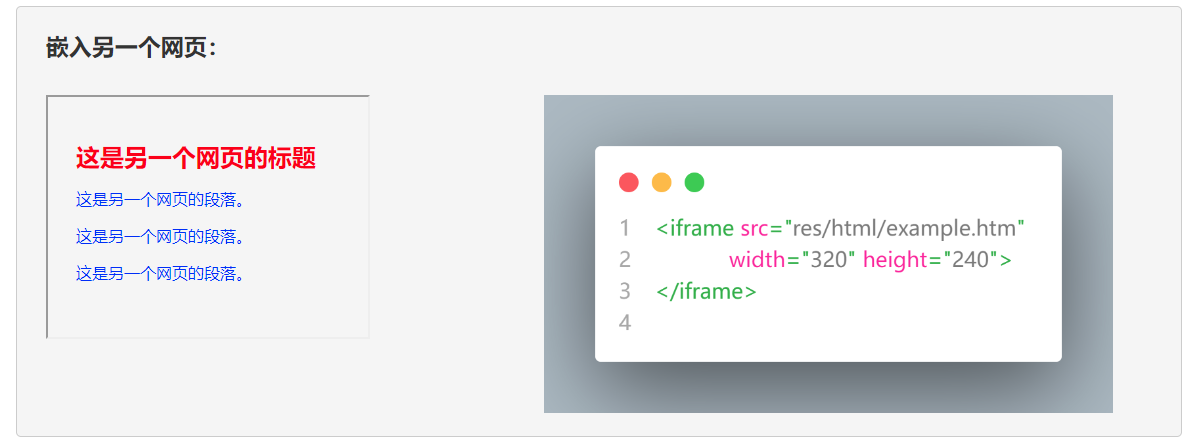 嵌入另一个网页：
这是另一个网页的标题
这是另一个网页的段落。
这是另一个网页的段落。
这是另一个网页的段落。
1 <iframe src="res/html/example.htm"
2 width="320" height="240">
3 </iframe>
4